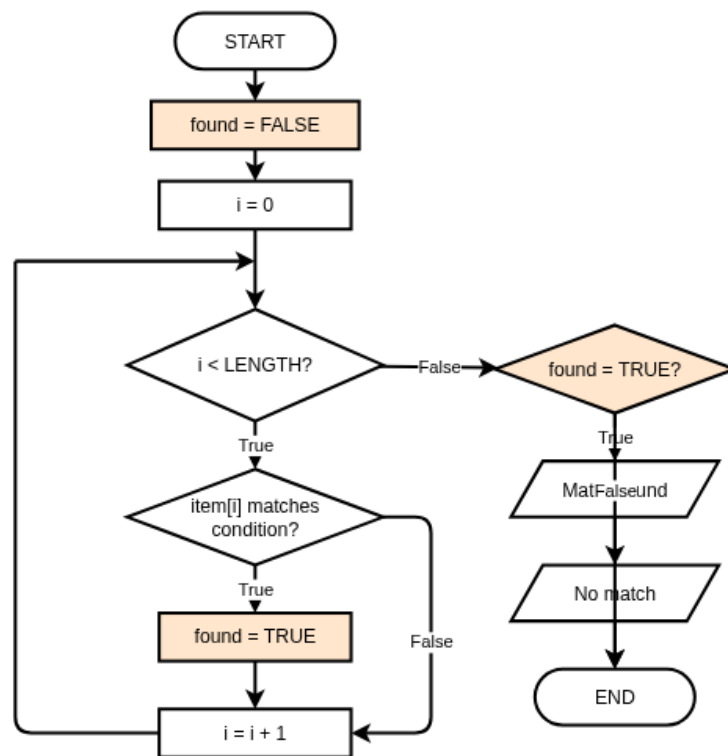 START
found = FALSE
i = 0
i < LENGTH?
False
found = TRUE?
True
True
MatFalseund
item[i] matches
condition?
True
No match
found = TRUE
False
END
i = i + 1